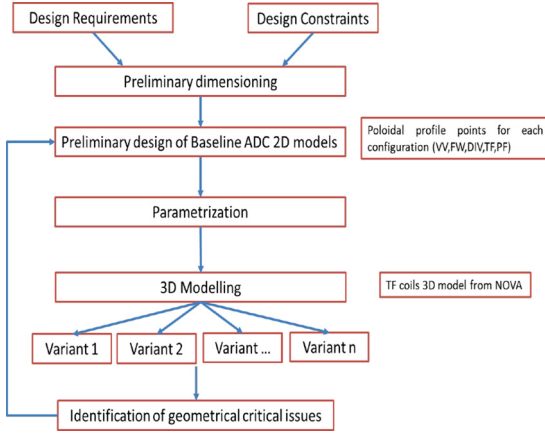 Design Requirements
Design Constraints
Preliminary dimensioning
Preliminary design of Baseline ADC 2D models
Poloidal profile points for each
configuration (VV,FW,DIV,TF,PF)
Parametrization
3D Modelling
TF coils 3D model from NOVA
Variant 1
Variant 2
Variant ...
Variant n
Identification of geometrical critical issues